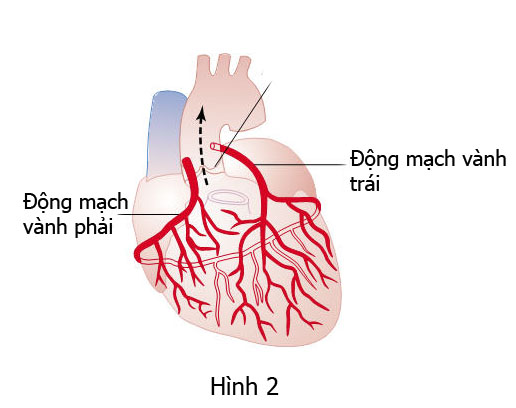 Động mạch vành
trái
Động mạch
vành phải
Hình 2